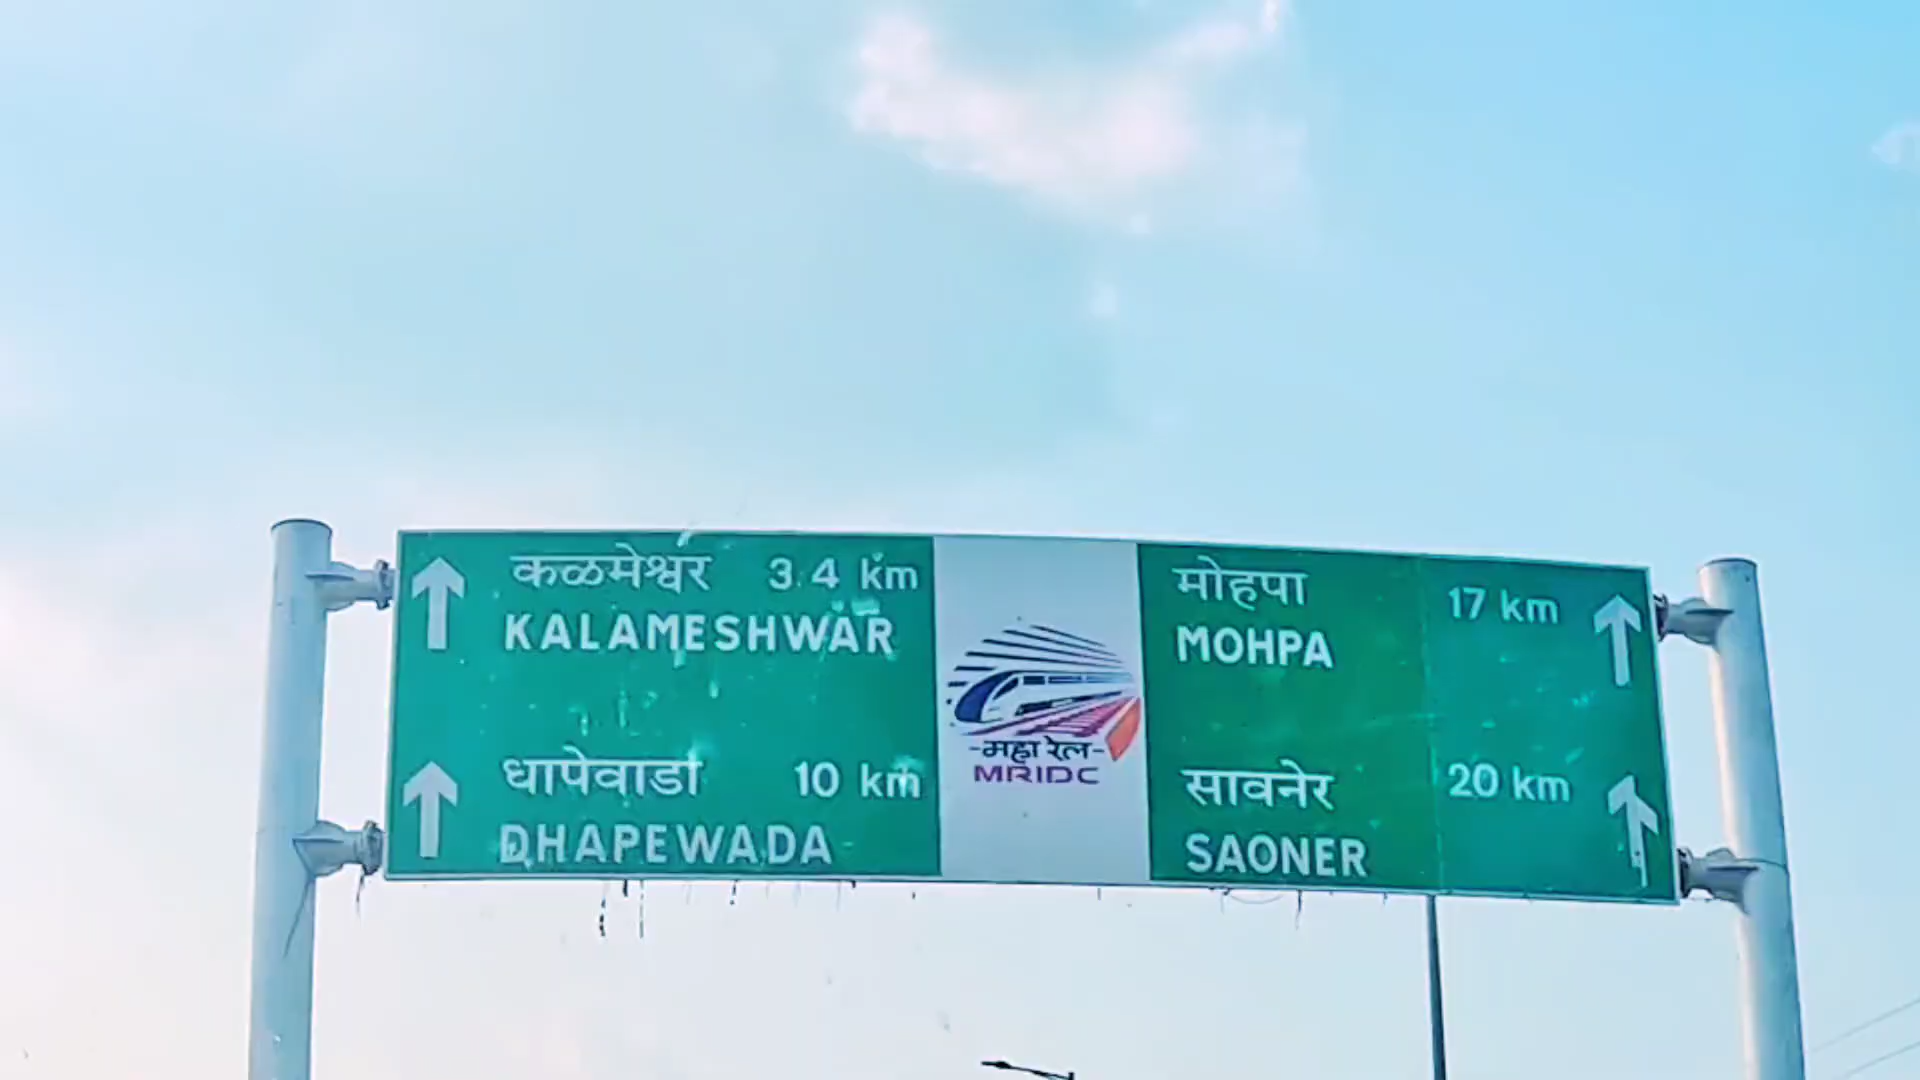 कळमेश्वर 3.4 km
KALAMESHWAR
धापेवाडा 10 km
DHAPEWADA
-महा रेल-
MRIDC
मोहपा 17 km
MOHPA
सावनेर 20 km
SAONER